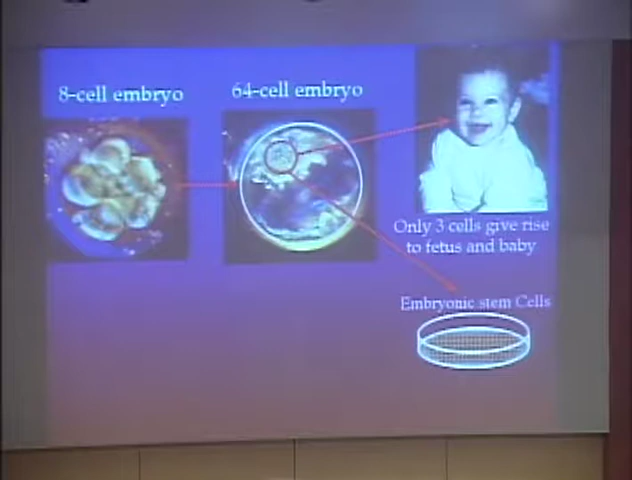 8-cell embryo
64-cell embryo
Only 3 cells give rise
to fetus and baby
Embryonic stem Cells